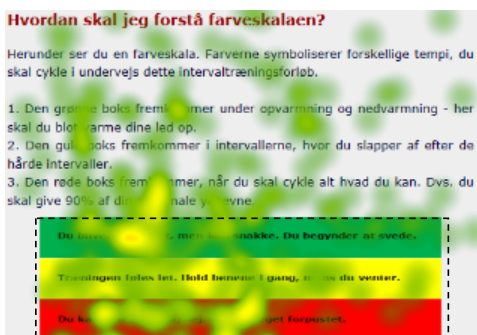 Hvordan skal jeg forstå farveskalaen?
Herunder ser du en farveskala. Farverne symboliserer forskellige tempi, du
skal cykle i undervejs dette intervaltræningsforløb.
1. Den grønne boks fremkommer under opvarmning og nedvarmning - her
skal du blot varme dine led op.
2. Den gule boks fremkommer i intervallerne, hvor du slapper af efter de
hårde intervaller.
3. Den røde boks fremkommer, når du skal cykle alt hvad du kan. Dvs. du
skal give 90% af din
Du men snakke. Du begynder at svede.
Træningen føles let. Hold benene i gang, mens du venter.
Du forpustet.